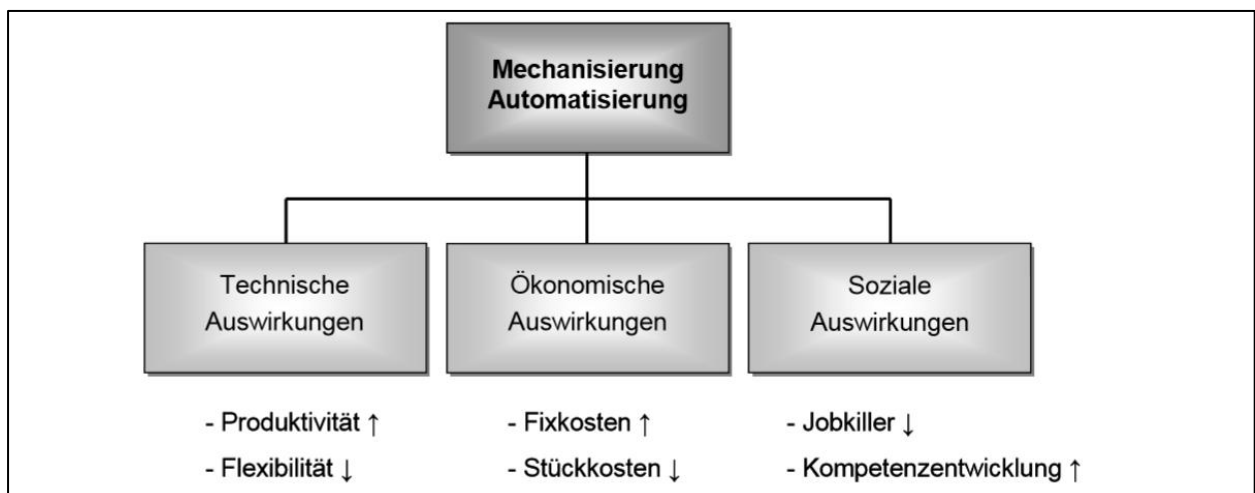 Mechanisierung
Automatisierung
Technische
Auswirkungen
Ökonomische
Auswirkungen
Soziale
Auswirkungen
- Produktivität ↑
- Flexibilität ↓
- Fixkosten ↑
- Stückkosten ↓
- Jobkiller ↓
- Kompetenzentwicklung ↑